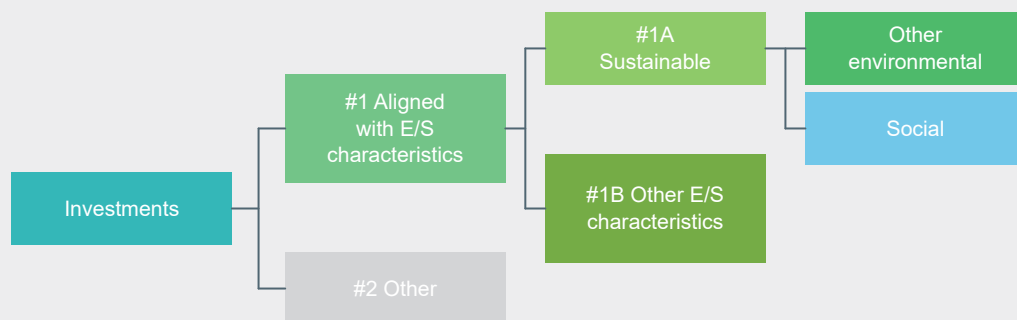 #1A
Sustainable
Other
environmental
#1 Aligned
with E/S
characteristics
Social
Investments
#1B Other E/S
characteristics
#2 Other